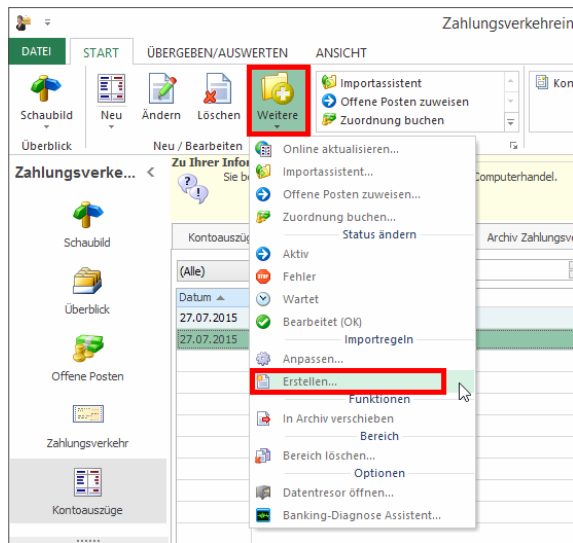 Zahlungsverkehrein
DATEI START ÜBERGEBEN/AUSWERTEN ANSICHT
Schaubild Neu Ändern Löschen Weitere
Importassistent
Offene Posten zuweisen
Zuordnung buchen
Kon
Überblick Neu / Bearbeiten
Zahlungsverke...
Zu Ihrer Infor
Sie be
Computerhandel.
Schaubild
Überblick
Offene Posten
Zahlungsverkehr
Kontoauszüge
Kontoauszüg
Archiv Zahlungsv
(Alle)
Datum
27.07.2015
27.07.2015
Online aktualisieren...
Importassistent...
Offene Posten zuweisen...
Zuordnung buchen...
Status ändern
Aktiv
Fehler
Wartet
Bearbeitet (OK)
Importregeln
Anpassen...
Erstellen...
Funktionen
In Archiv verschieben
Bereich
Bereich löschen...
Optionen
Datentresor öffnen...
Banking-Diagnose Assistent...